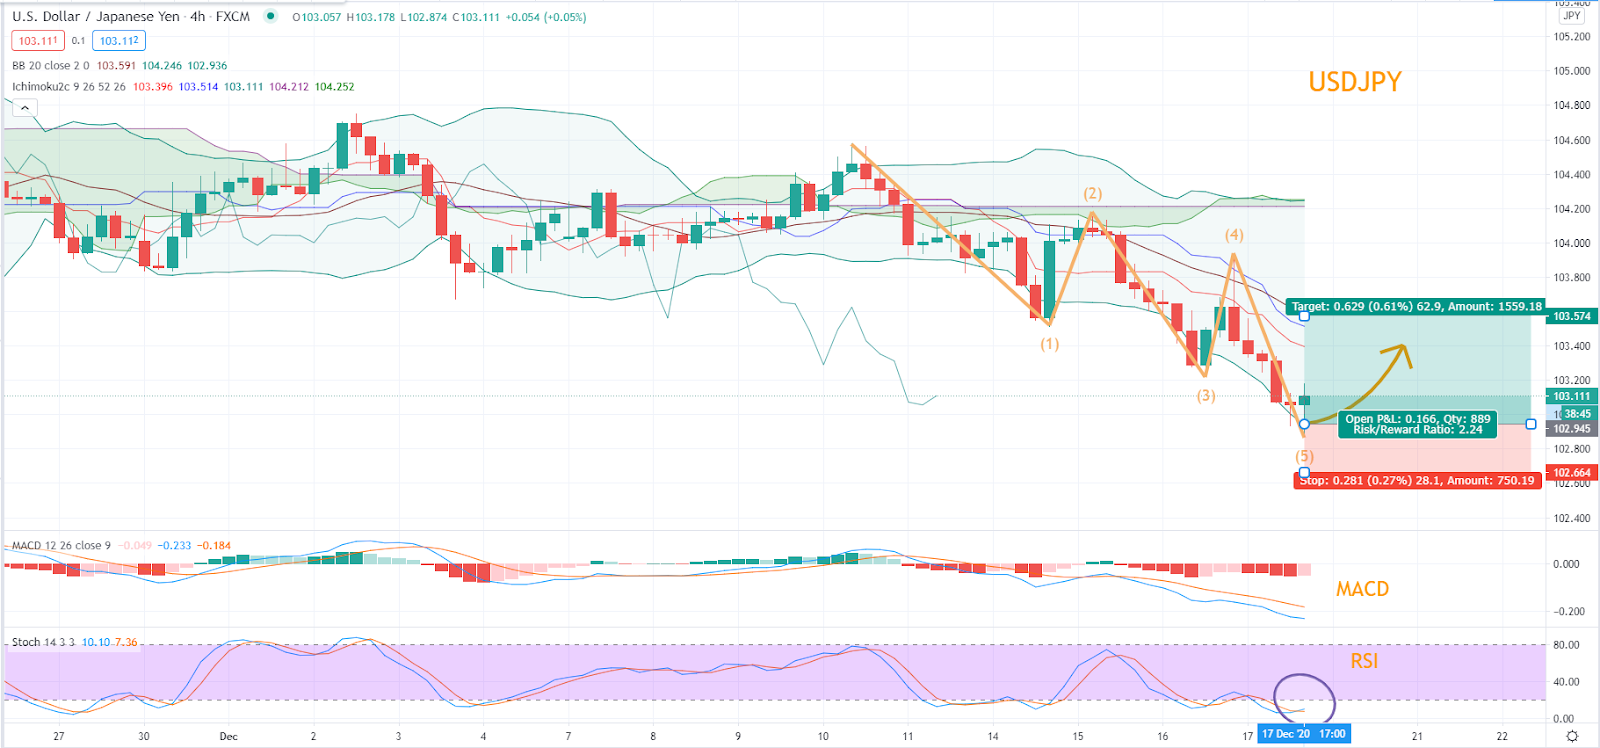 U.S. Dollar / Japanese Yen · 4h · FXCM O103.057 H103.178 L102.874 C103.111 +0.054 (+0.05%)
103.111 0.1 103.112
BB 20 close 2 0 103.591 104.246 102.936
Ichimoku2c 9 26 52 26 103.396 103.514 103.111 104.212 104.252
USDJPY
JPY
105.200
105.000
104.800
104.600
104.400
104.200
104.000
103.800
103.574
103.400
103.200
103.111
38:45
102.945
102.800
102.664
102.600
102.400
(1)
(2)
(3)
(4)
(5)
Target: 0.629 (0.61%) 62.9, Amount: 1559.18
Open P&L: 0.166, Qty: 889
Risk/Reward Ratio: 2.24
Stop: 0.281 (0.27%) 28.1, Amount: 750.19
MACD 12 26 close 9 −0.049 −0.233 −0.184
MACD
0.000
−0.200
Stoch 14 3 3 10.10 7.36
RSI
80.00
40.00
0.00
27 30 Dec 2 3 4 7 8 9 10 11 14 15 16 17 17 Dec '20 17:00 21 22